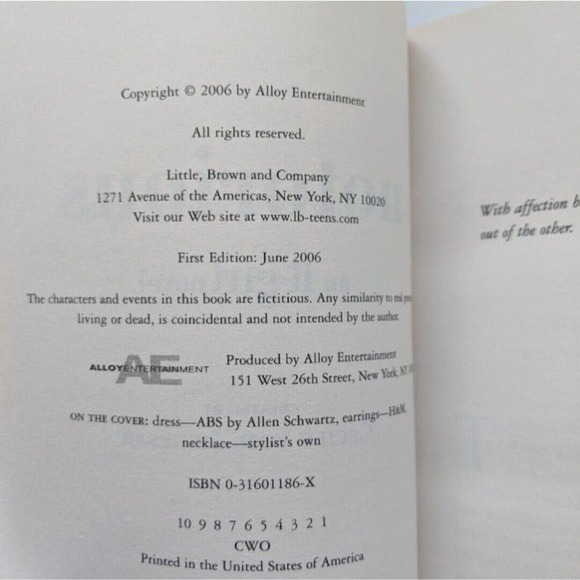 Copyright © 2006 by Alloy Entertainment
All rights reserved.
Little, Brown and Company
1271 Avenue of the Americas, New York, NY 10020
Visit our Web site at www.lb-teens.com
First Edition: June 2006
The characters and events in this book are fictitious. Any similarity to real
living or dead, is coincidental and not intended by the author.
AE
ALLOYENTERTAINMENT
Produced by Alloy Entertainment
151 West 26th Street, New York, NY
ON THE COVER: dress—ABS by Allen Schwartz, earrings—H&M,
necklace—stylist's own
ISBN 0-31601186-X
10 9 8 7 6 5 4 3 2 1
CWO
Printed in the United States of America
With affection
out of the other.